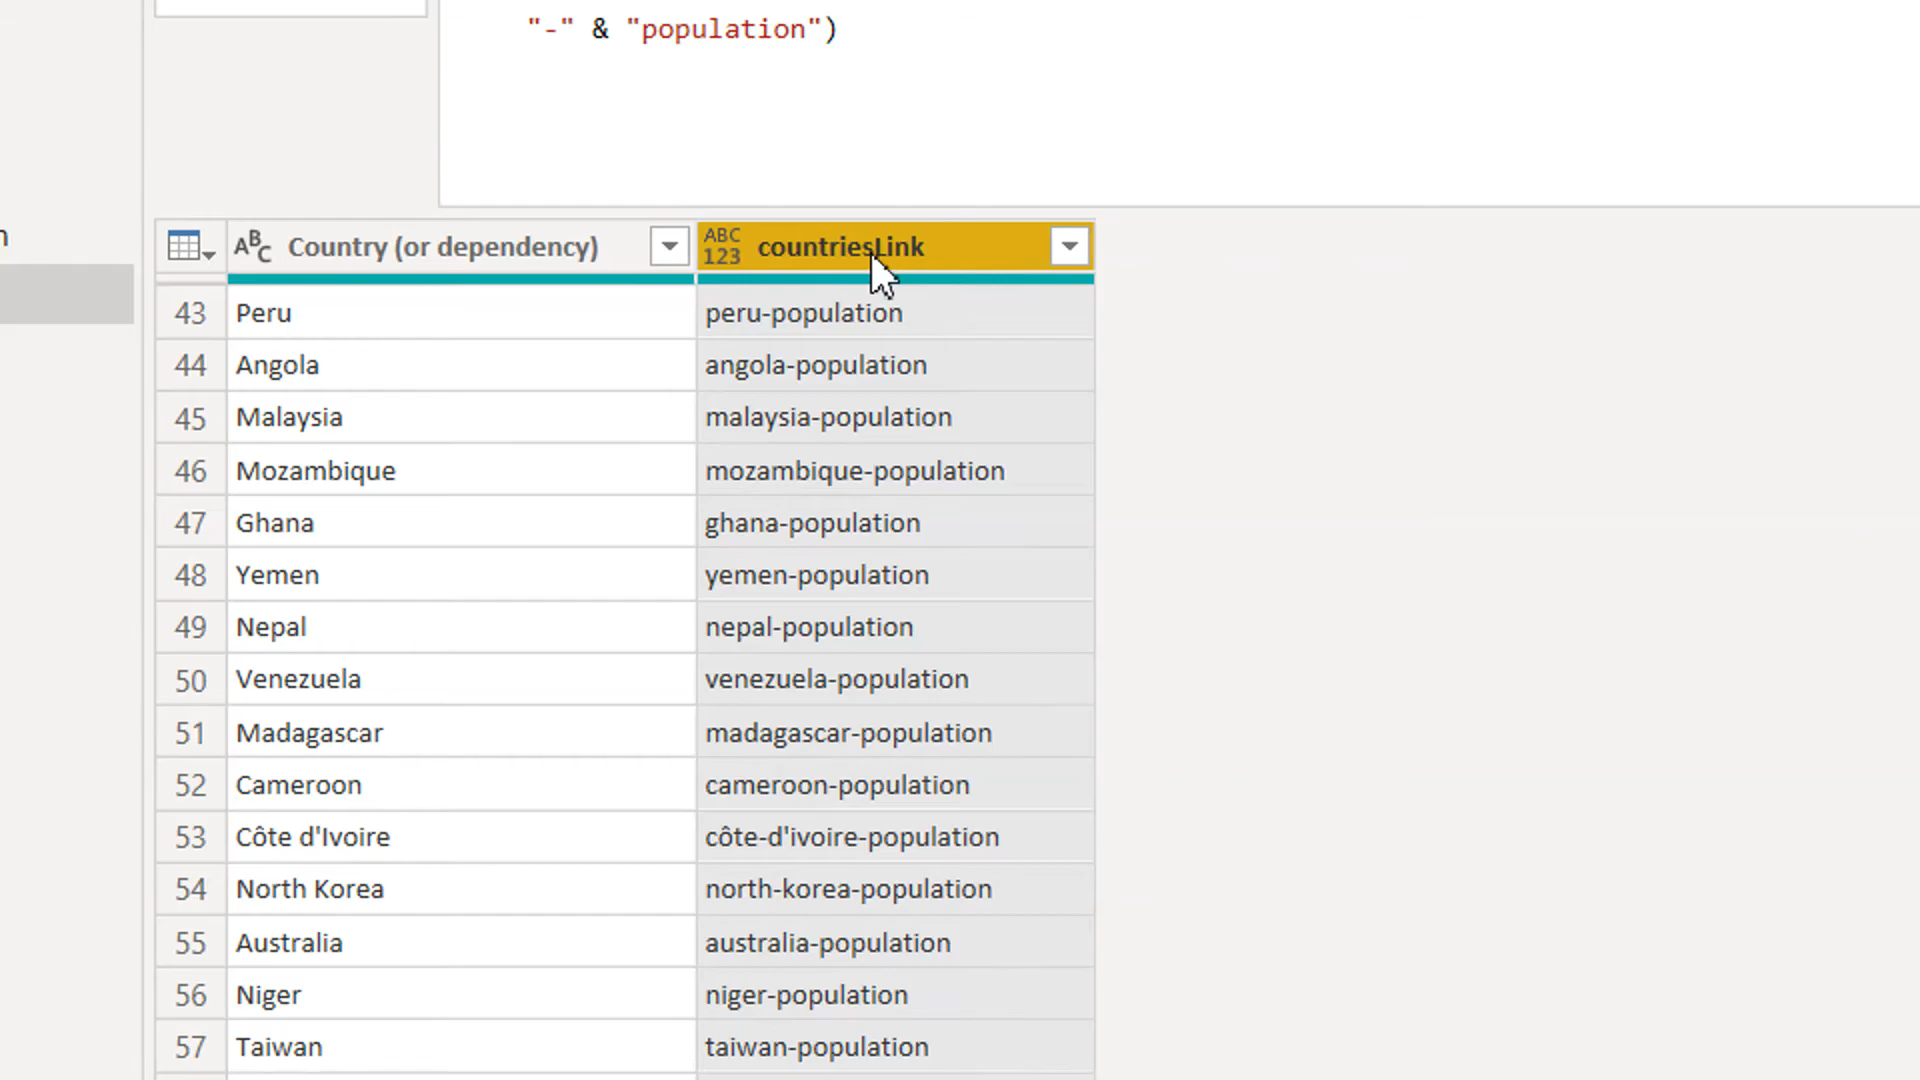 "-" & "population")
n
ABC Country (or dependency)
ABC 123 countriesLink
43 Peru peru-population
44 Angola angola-population
45 Malaysia malaysia-population
46 Mozambique mozambique-population
47 Ghana ghana-population
48 Yemen yemen-population
49 Nepal nepal-population
50 Venezuela venezuela-population
51 Madagascar madagascar-population
52 Cameroon cameroon-population
53 Côte d'Ivoire côte-d'ivoire-population
54 North Korea north-korea-population
55 Australia australia-population
56 Niger niger-population
57 Taiwan taiwan-population